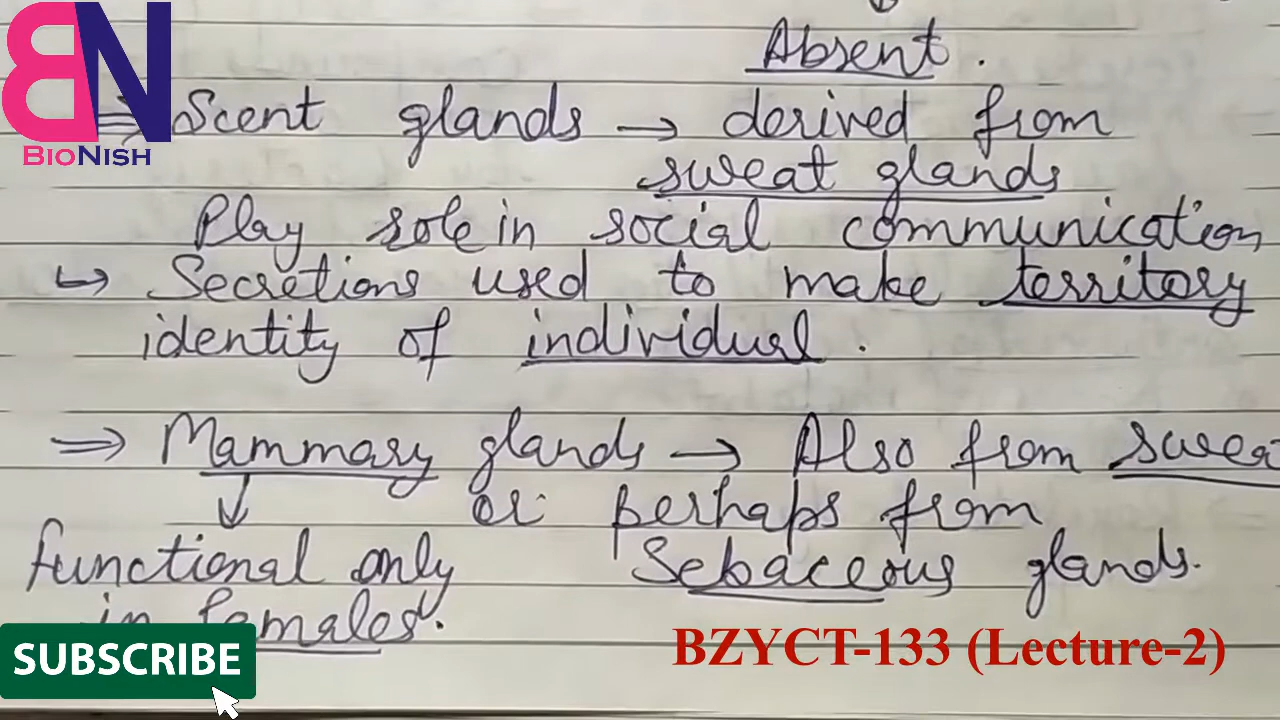 Absent.
BN
BIONISH
⇒ Scent glands → derived from
sweat glands
Play role in social communication
↳ Secretions used to make territory
identity of individual.
⇒ Mammary glands → Also from swea
or perhaps from
functional only Sebaceous glands.
in females.
SUBSCRIBE
BZYCT-133 (Lecture-2)